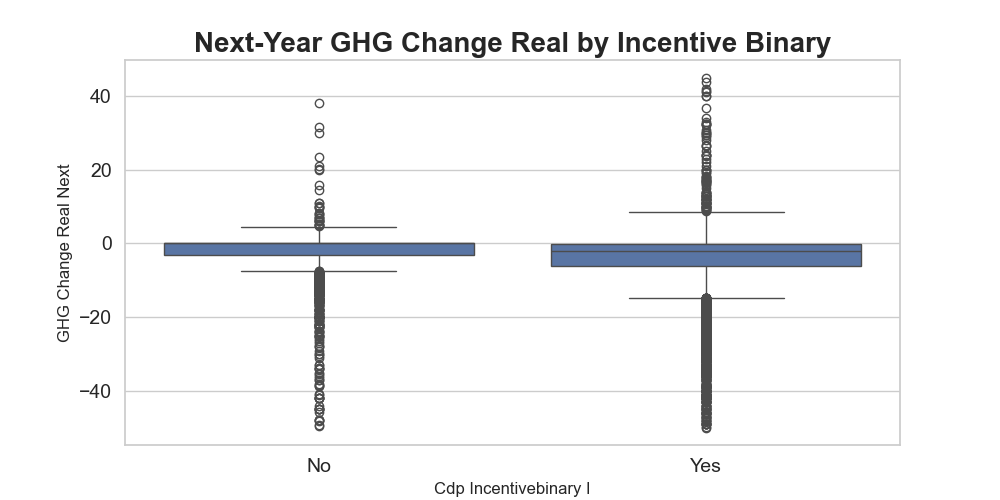 Next-Year GHG Change Real by Incentive Binary
GHG Change Real Next
40
20
0
−20
−40
No
Yes
Cdp Incentivebinary I